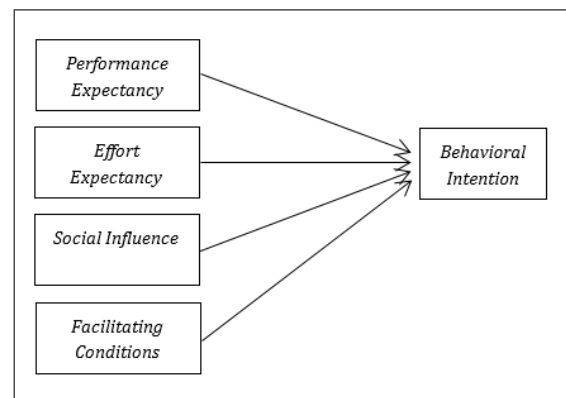 Performance
Expectancy
Effort
Expectancy
Social Influence
Facilitating
Conditions
Behavioral
Intention